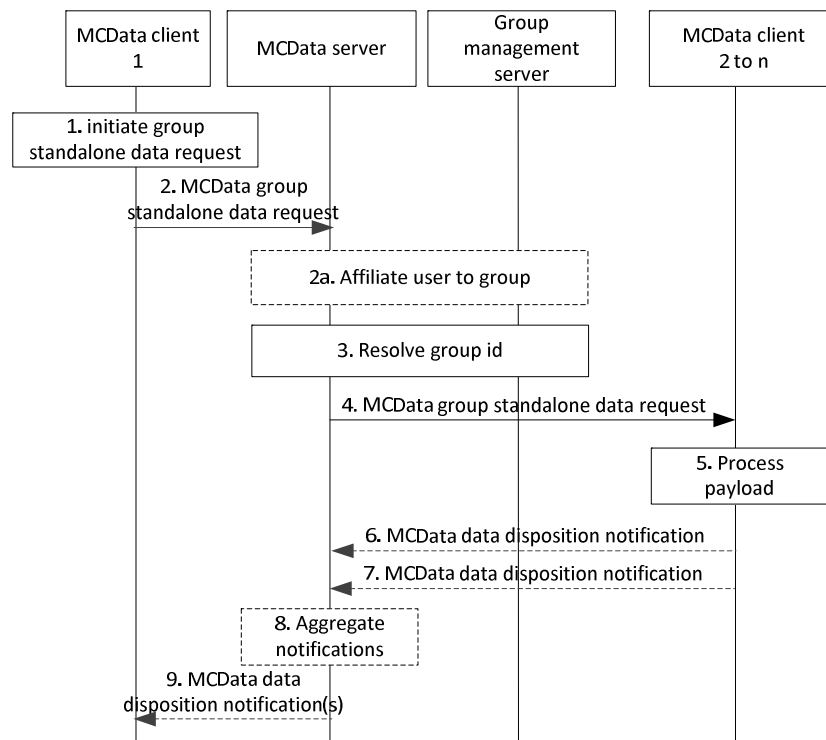 MCData client
1
MCData server
Group
management
server
MCData client
2 to n
1. initiate group
standalone data request
2. MCData group
standalone data request
2a. Affiliate user to group
3. Resolve group id
4. MCData group standalone data request
5. Process
payload
6. MCData data disposition notification
7. MCData data disposition notification
8. Aggregate
notifications
9. MCData data
disposition notification(s)